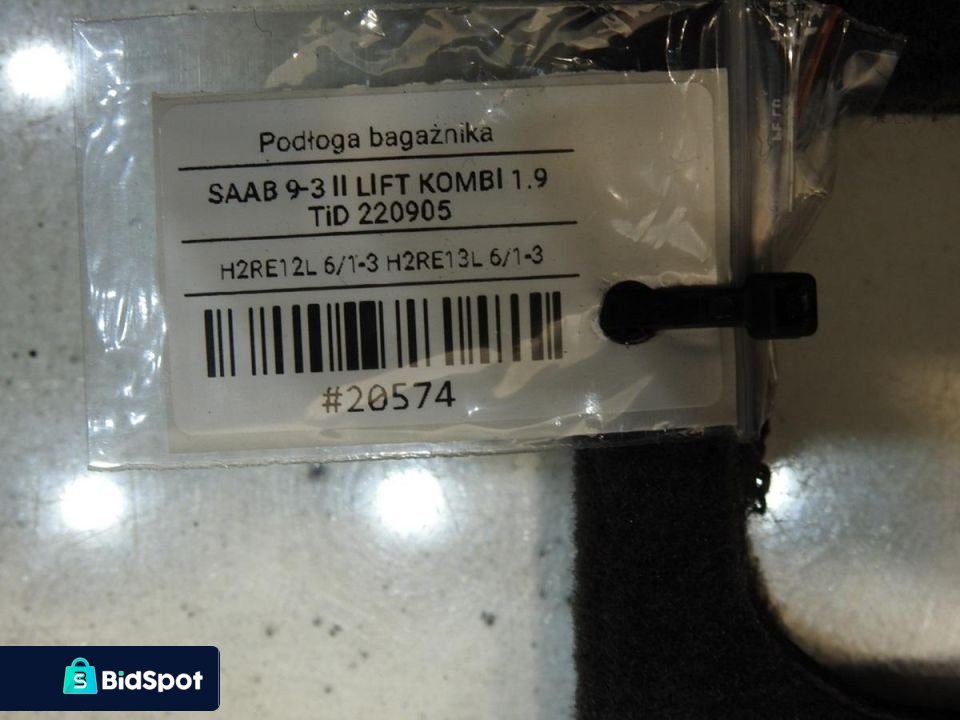 Podłoga bagażnika
SAAB 9-3 II LIFT KOMBI 1.9
TiD 220905
H2RE12L 6/1-3 H2RE13L 6/1-3
#20574
BidSpot